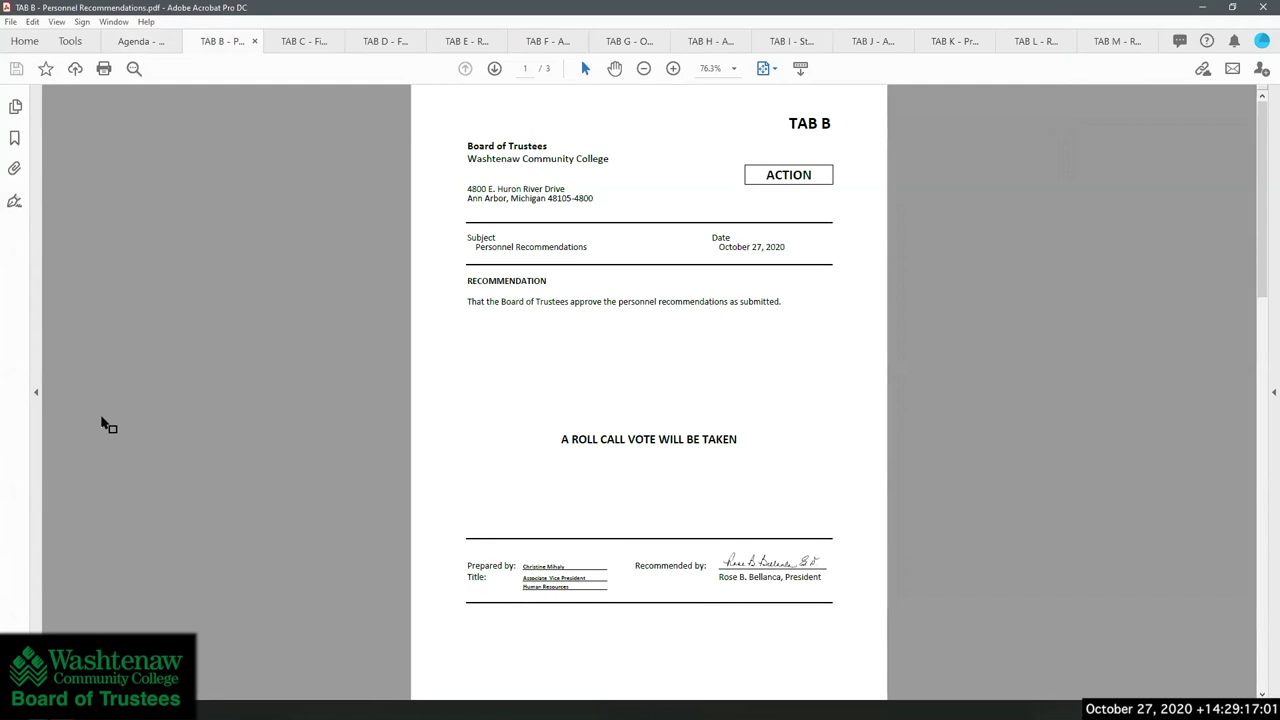 TAB B - Personnel Recommendations.pdf - Adobe Acrobat Pro DC
File Edit View Sign Window Help
Home Tools Agenda - ... TAB B - P... TAB C - Fi... TAB D - F... TAB E - R... TAB F - A... TAB G - O... TAB H - A... TAB I - St... TAB J - A... TAB K - Pr... TAB L - R... TAB M - R...
1 / 3 76.3%
TAB B
Board of Trustees
Washtenaw Community College
ACTION
4800 E. Huron River Drive
Ann Arbor, Michigan 48105-4800
Subject Date
Personnel Recommendations October 27, 2020
RECOMMENDATION
That the Board of Trustees approve the personnel recommendations as submitted.
A ROLL CALL VOTE WILL BE TAKEN
Rose B. Bellanca, Ed.D
Prepared by: Christine Mihaly Recommended by:
Title: Associate Vice President Rose B. Bellanca, President
Human Resources
Washtenaw
Community College
Board of Trustees
October 27, 2020 +14:29:17:01